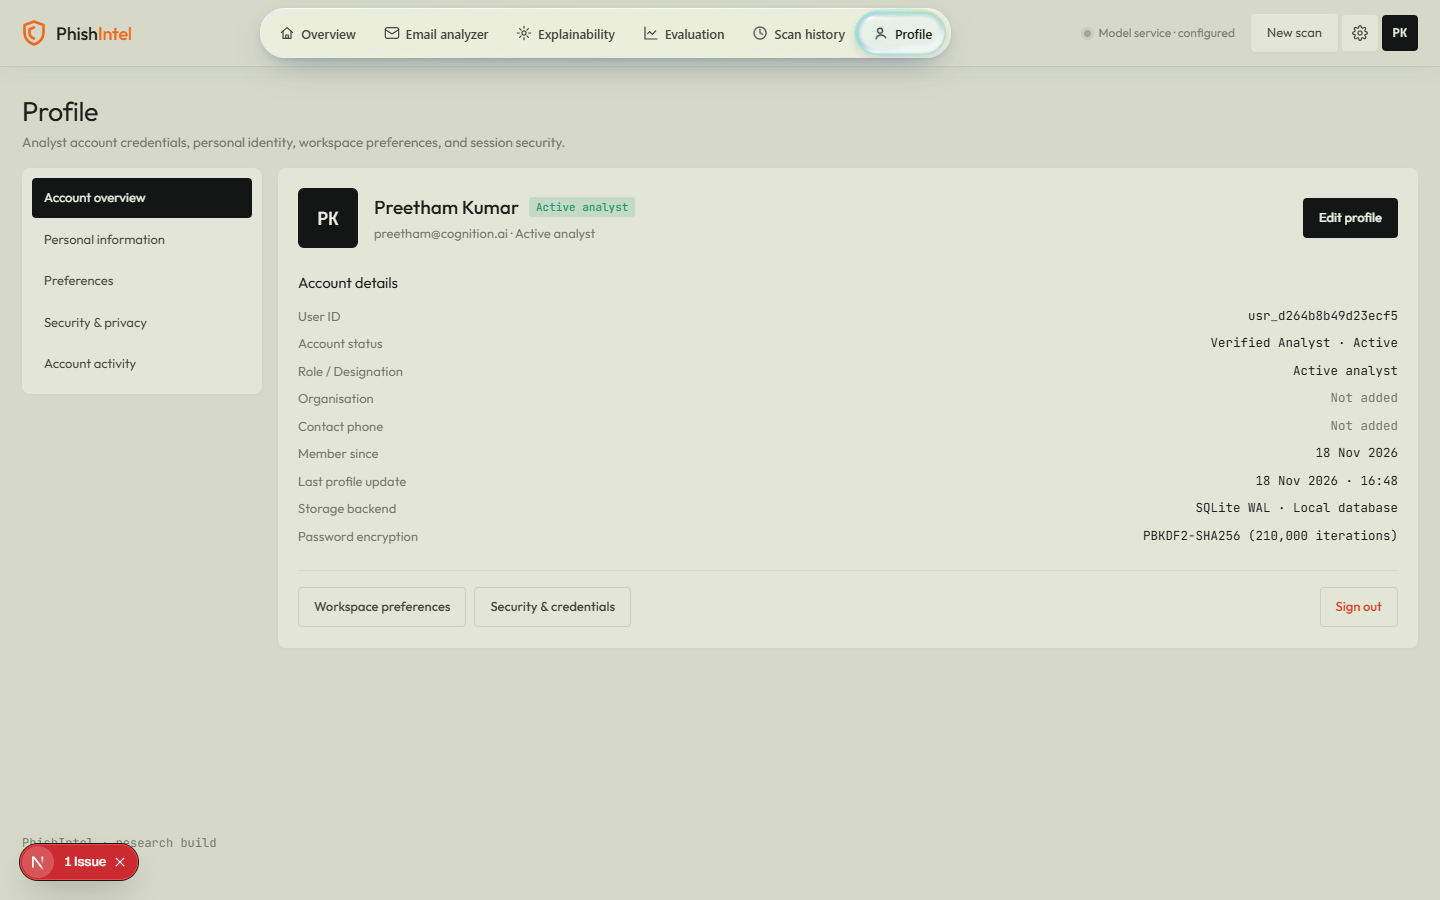 PhishIntel
Overview
Email analyzer
Explainability
Evaluation
Scan history
Profile
Model service · configured
New scan
PK
Profile
Analyst account credentials, personal identity, workspace preferences, and session security.
Account overview
Personal information
Preferences
Security & privacy
Account activity
PK
Preetham Kumar
Active analyst
preetham@cognition.ai · Active analyst
Edit profile
Account details
User ID usr_d264b8b49d23ecf5
Account status Verified Analyst · Active
Role / Designation Active analyst
Organisation Not added
Contact phone Not added
Member since 18 Nov 2026
Last profile update 18 Nov 2026 · 16:48
Storage backend SQLite WAL · Local database
Password encryption PBKDF2-SHA256 (210,000 iterations)
Workspace preferences
Security & credentials
Sign out
PhishIntel · research build
N 1 Issue